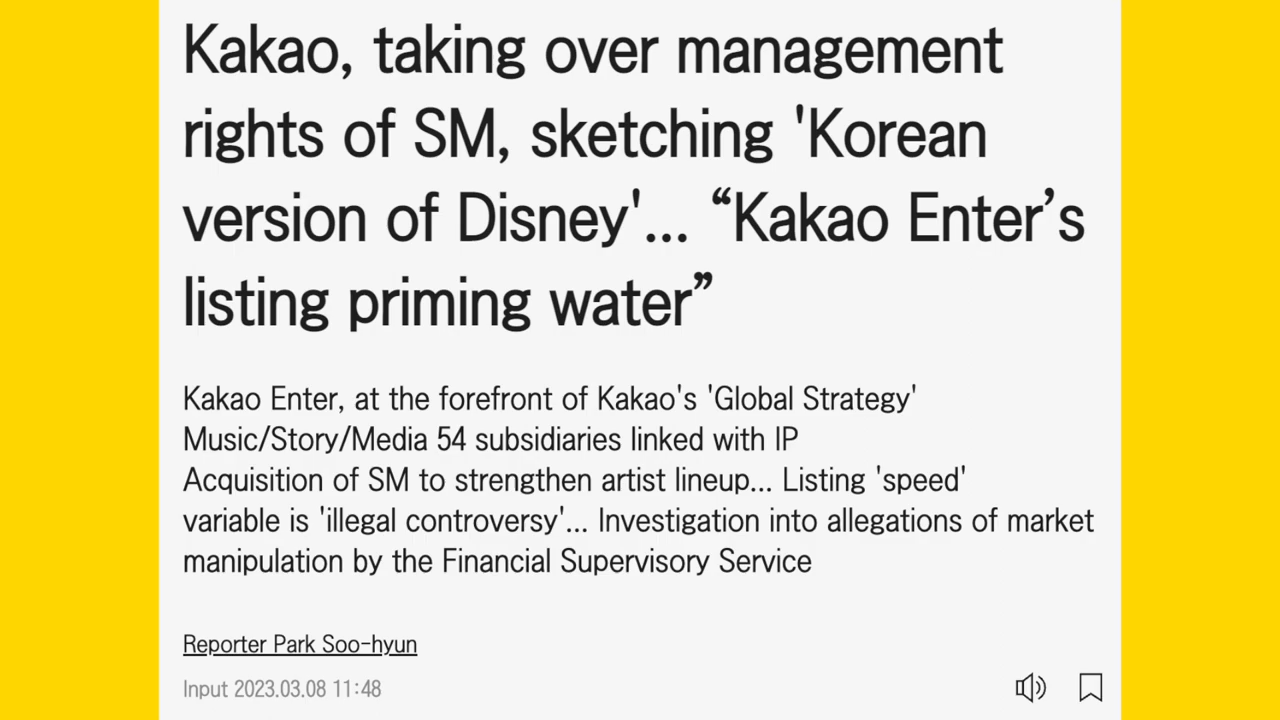 Kakao, taking over management
rights of SM, sketching 'Korean
version of Disney'... “Kakao Enter’s
listing priming water”
Kakao Enter, at the forefront of Kakao's 'Global Strategy'
Music/Story/Media 54 subsidiaries linked with IP
Acquisition of SM to strengthen artist lineup... Listing 'speed'
variable is 'illegal controversy'... Investigation into allegations of market
manipulation by the Financial Supervisory Service
Reporter Park Soo-hyun
Input 2023.03.08 11:48